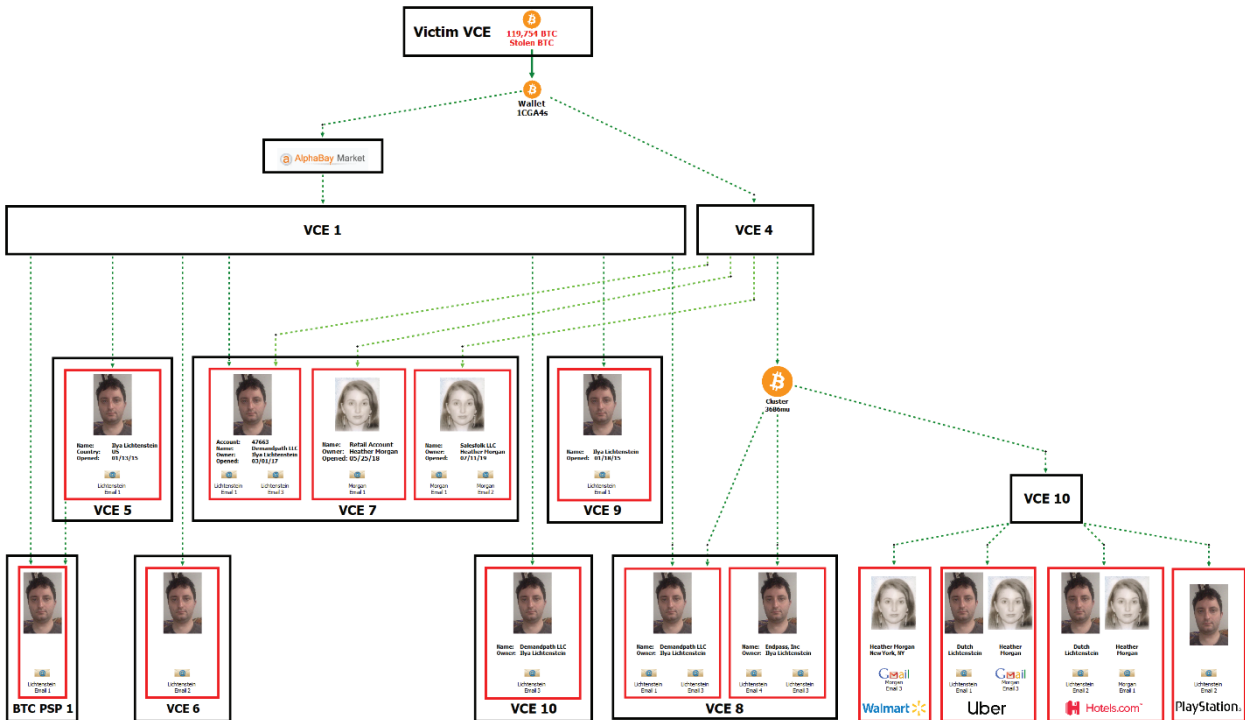 Victim VCE
119,754 BTC
Stolen BTC
Wallet
1CGA4s
AlphaBay Market
VCE 1
VCE 4
Name: Ilya Lichtenstein
Country: US
Opened: 01/13/15
Lichtenstein
Email 1
VCE 5
Account: 47663
Name: Demandpath LLC
Owner: Ilya Lichtenstein
Opened: 03/01/17
Lichtenstein
Email 1
Lichtenstein
Email 3
Name: Retail Account
Owner: Heather Morgan
Opened: 05/25/18
Morgan
Email 1
Name: Salesfolk LLC
Owner: Heather Morgan
Opened: 02/11/19
Morgan
Email 1
Morgan
Email 2
VCE 7
Name: Ilya Lichtenstein
Opened: 01/18/15
Lichtenstein
Email 1
VCE 9
Cluster
36B6mu
VCE 10
Lichtenstein
Email 1
BTC PSP 1
Lichtenstein
Email 2
VCE 6
Name: Demandpath LLC
Owner: Ilya Lichtenstein
Lichtenstein
Email 3
VCE 10
Name: Demandpath LLC
Owner: Ilya Lichtenstein
Lichtenstein
Email 1
Lichtenstein
Email 3
Name: Endpass, Inc
Owner: Ilya Lichtenstein
Lichtenstein
Email 4
Lichtenstein
Email 3
VCE 8
Heather Morgan
New York, NY
Gmail
Morgan
Email 3
Walmart
Dutch
Lichtenstein
Heather
Morgan
Lichtenstein
Email 2
Gmail
Morgan
Email 3
Uber
Dutch
Lichtenstein
Heather
Morgan
Lichtenstein
Email 2
Morgan
Email 1
Hotels.com
Lichtenstein
Email 2
PlayStation